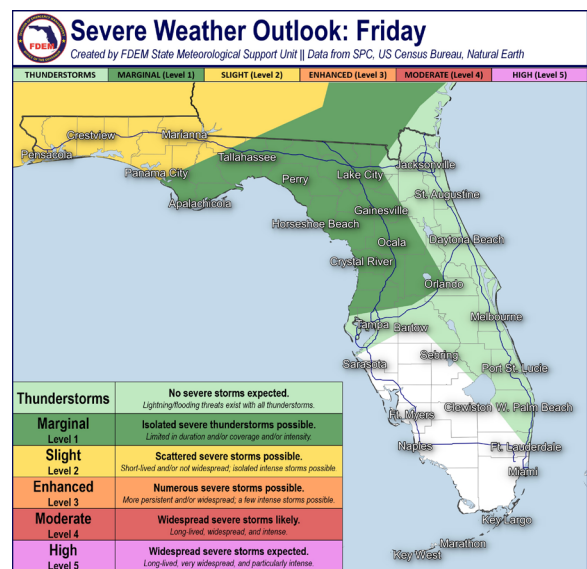 FDEM
Severe Weather Outlook: Friday
Created by FDEM State Meteorological Support Unit || Data from SPC, US Census Bureau, Natural Earth
THUNDERSTORMS MARGINAL (Level 1) SLIGHT (Level 2) ENHANCED (Level 3) MODERATE (Level 4) HIGH (Level 5)
Crestview
Marianna
Pensacola
Tallahassee
Panama City
Apalachicola
Perry
Lake City
Jacksonville
St. Augustine
Gainesville
Horseshoe Beach
Ocala
Daytona Beach
Crystal River
Orlando
Tampa
Bartow
Melbourne
Sebring
Sarasota
Port St. Lucie
Clewiston
W. Palm Beach
Ft. Myers
Naples
Ft. Lauderdale
Miami
Key Largo
Marathon
Key West
Thunderstorms
No severe storms expected.
Lightning/flooding threats exist with all thunderstorms.
Marginal
Level 1
Isolated severe thunderstorms possible.
Limited in duration and/or coverage and/or intensity.
Slight
Level 2
Scattered severe storms possible.
Short-lived and/or not widespread; isolated intense storms possible
Enhanced
Level 3
Numerous severe storms possible.
More persistent and/or widespread; a few intense storms possible.
Moderate
Level 4
Widespread severe storms likely.
Long-lived, widespread, and intense.
High
Level 5
Widespread severe storms expected.
Long-lived, very widespread, and particularly intense.